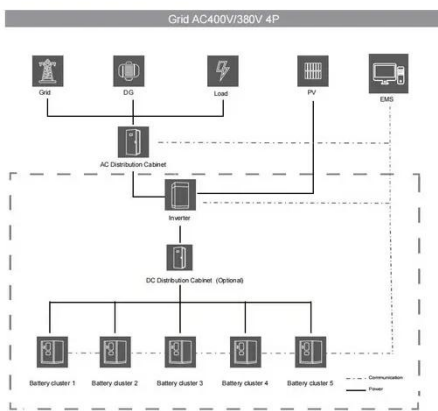 Grid AC400V/380V 4P
Grid
DG
Load
PV
EMS
AC Distribution Cabinet
Inverter
DC Distribution Cabinet (Optional)
Battery cluster 1
Battery cluster 2
Battery cluster 3
Battery cluster 4
Battery cluster 5
Communication
Power